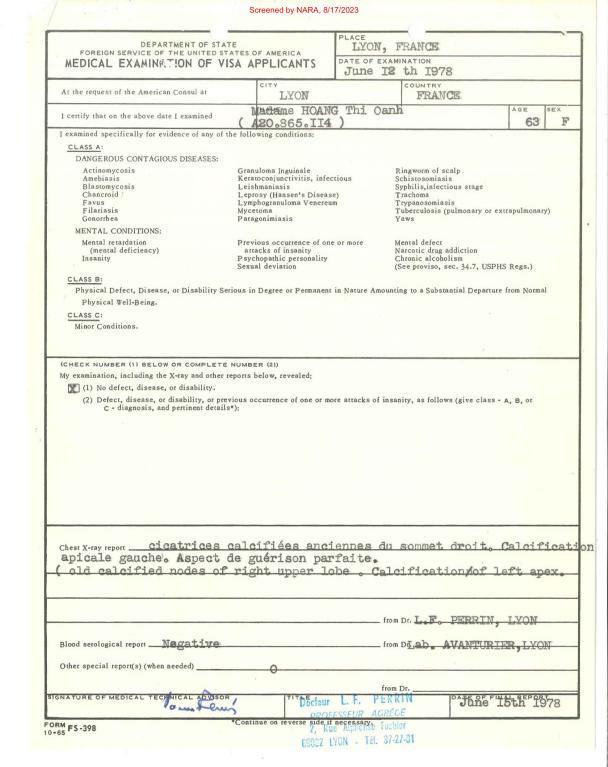 Screened by NARA, 8/17/2023
DEPARTMENT OF STATE
FOREIGN SERVICE OF THE UNITED STATES OF AMERICA
MEDICAL EXAMINATION OF VISA APPLICANTS
PLACE
LYON, FRANCE
DATE OF EXAMINATION
June I2 th I978
At the request of the American Consul at
CITY
LYON
COUNTRY
FRANCE
I certify that on the above date I examined
Madame HOANG Thi Oanh
( A20.865.II4 )
AGE
63
SEX
F
I examined specifically for evidence of any of the following conditions:
CLASS A:
DANGEROUS CONTAGIOUS DISEASES:
Actinomycosis
Amebiasis
Blastomycosis
Chancroid
Favus
Filariasis
Gonorrhea
Granuloma Inguinale
Keratoconjunctivitis, infectious
Leishmaniasis
Leprosy (Hansen's Disease)
Lymphogranuloma Venereum
Mycetoma
Paragonimiasis
Ringworm of scalp
Schistosomiasis
Syphilis, infectious stage
Trachoma
Trypanosomiasis
Tuberculosis (pulmonary or extrapulmonary)
Yaws
MENTAL CONDITIONS:
Mental retardation
(mental deficiency)
Insanity
Previous occurrence of one or more
attacks of insanity
Psychopathic personality
Sexual deviation
Mental defect
Narcotic drug addiction
Chronic alcoholism
(See proviso, sec. 34.7, USPHS Regs.)
CLASS B:
Physical Defect, Disease, or Disability Serious in Degree or Permanent in Nature Amounting to a Substantial Departure from Normal
Physical Well-Being.
CLASS C:
Minor Conditions.
(CHECK NUMBER (1) BELOW OR COMPLETE NUMBER (2))
My examination, including the X-ray and other reports below, revealed;
X (1) No defect, disease, or disability.
(2) Defect, disease, or disability, or previous occurrence of one or more attacks of insanity, as follows (give class - A, B, or
C - diagnosis, and pertinent details*):
Chest X-ray report cicatrices calcifiées anciennes du sommet droit. Calcification
apicale gauche. Aspect de guérison parfaite.
( old calcified nodes of right upper lobe . Calcification/of left apex.
from Dr. L.F. PERRIN, LYON
Blood serological report Negative from D Lab. AVANTURIER, LYON
Other special report(s) (when needed) 0
from Dr.
SIGNATURE OF MEDICAL TECHNICAL ADVISOR
TITLE
Docteur L. F. PERRIN
PROFESSEUR AGRÉGÉ
DATE OF FINAL REPORT
June I5th I978
FORM FS-398
10-65
*Continue on reverse side if necessary.
2, Rue Alphonse Fochier
69002 LYON - Tél. 37-27-01